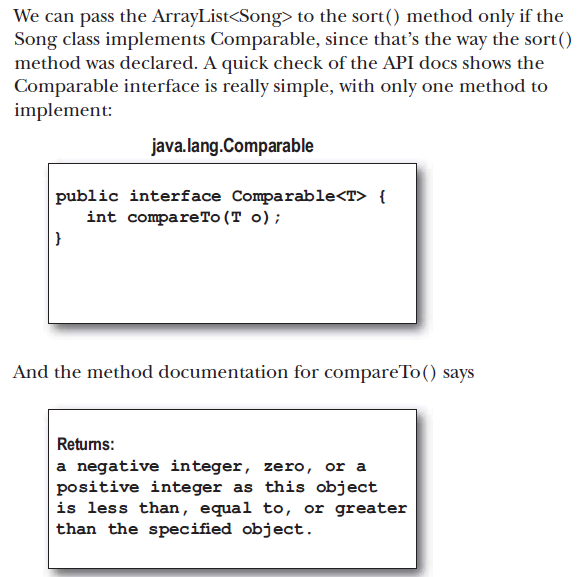 We can pass the ArrayList<Song> to the sort() method only if the
Song class implements Comparable, since that’s the way the sort()
method was declared. A quick check of the API docs shows the
Comparable interface is really simple, with only one method to
implement:
java.lang.Comparable
public interface Comparable<T> {
int compareTo(T o);
}
And the method documentation for compareTo() says
Returns:
a negative integer, zero, or a
positive integer as this object
is less than, equal to, or greater
than the specified object.